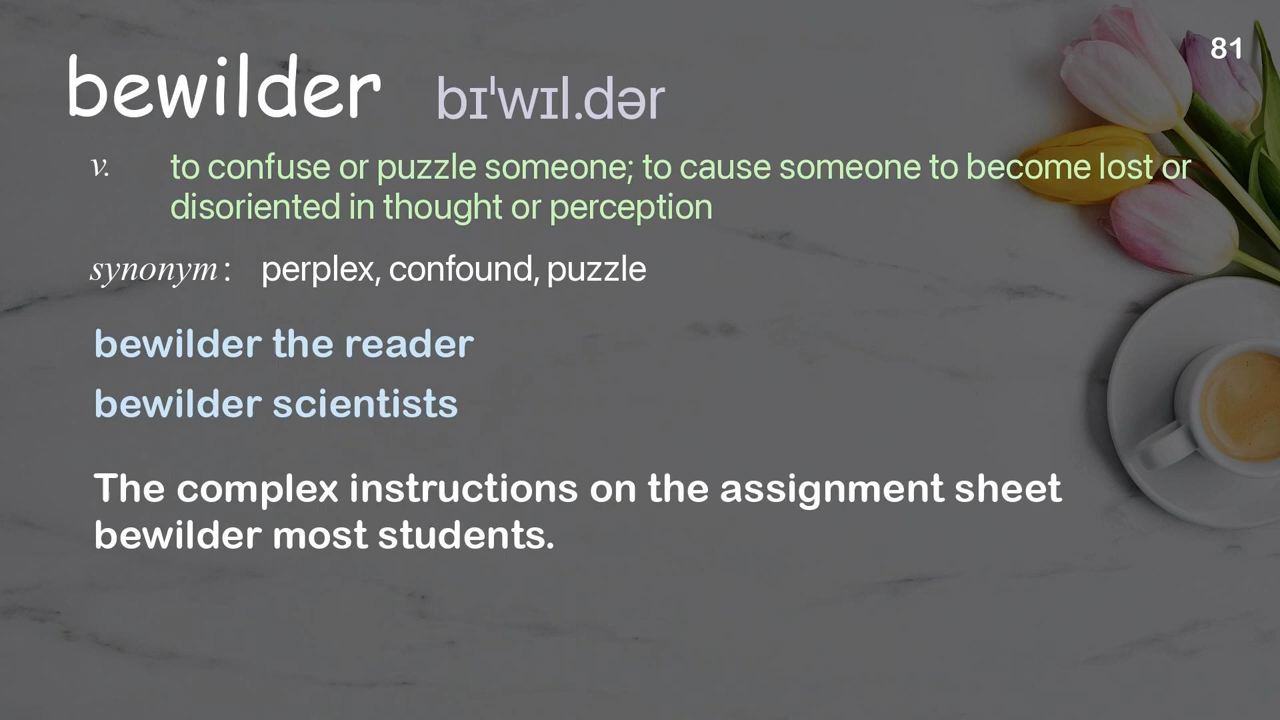 81
bewilder bɪˈwɪl.dər
v. to confuse or puzzle someone; to cause someone to become lost or
disoriented in thought or perception
synonym: perplex, confound, puzzle
bewilder the reader
bewilder scientists
The complex instructions on the assignment sheet
bewilder most students.